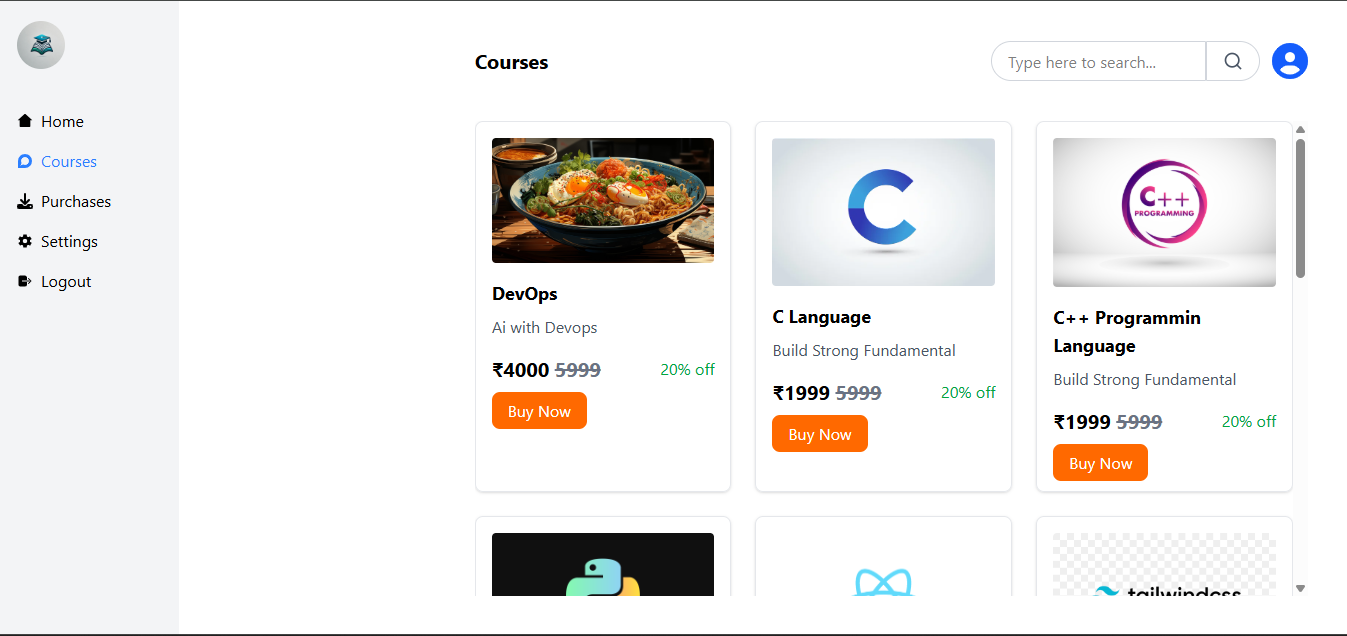 Courses
Type here to search...
Home
Courses
Purchases
Settings
Logout
DevOps
Ai with Devops
₹4000 5999
20% off
Buy Now
C Language
Build Strong Fundamental
₹1999 5999
20% off
Buy Now
C++
PROGRAMMING
C++ Programmin
Language
Build Strong Fundamental
₹1999 5999
20% off
Buy Now
tailwindcss